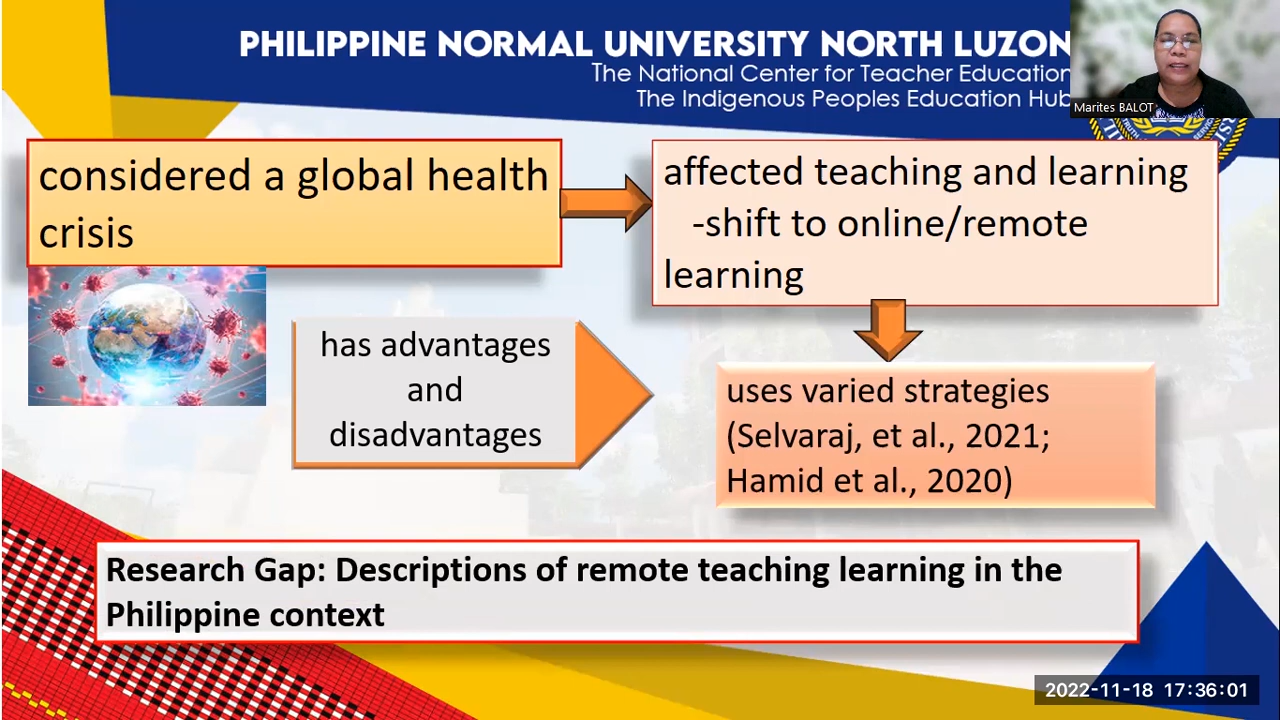 PHILIPPINE NORMAL UNIVERSITY NORTH LUZON
The National Center for Teacher Education
The Indigenous Peoples Education Hub
Marites BALOT
considered a global health
crisis
affected teaching and learning
-shift to online/remote
learning
has advantages
and
disadvantages
uses varied strategies
(Selvaraj, et al., 2021;
Hamid et al., 2020)
Research Gap: Descriptions of remote teaching learning in the
Philippine context
2022-11-18 17:36:01